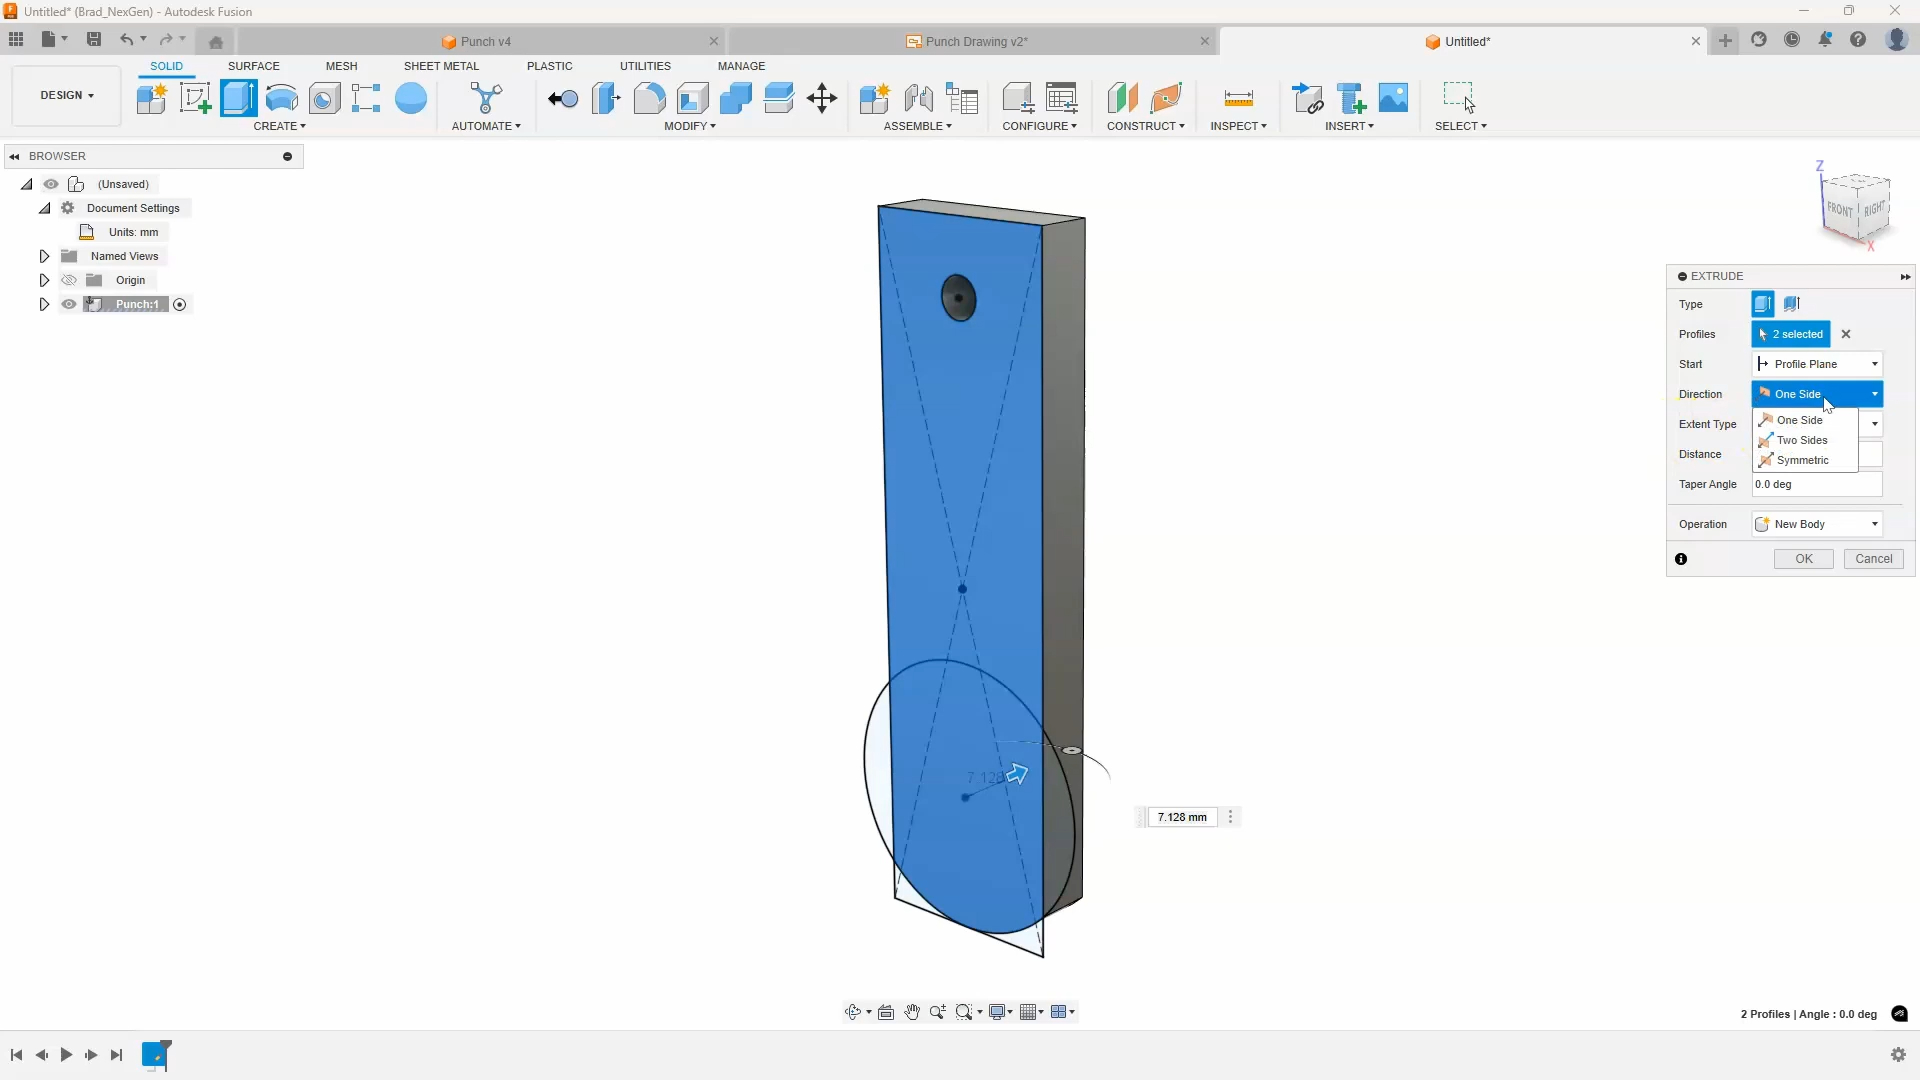 Untitled* (Brad_NexGen) - Autodesk Fusion
Punch v4
Punch Drawing v2*
Untitled*
DESIGN
SOLID
SURFACE
MESH
SHEET METAL
PLASTIC
UTILITIES
MANAGE
CREATE
AUTOMATE
MODIFY
ASSEMBLE
CONFIGURE
CONSTRUCT
INSPECT
INSERT
SELECT
BROWSER
(Unsaved)
Document Settings
Units: mm
Named Views
Origin
Punch:1
Z
FRONT
RIGHT
X
EXTRUDE
Type
Profiles
2 selected
Start
Profile Plane
Direction
One Side
One Side
Two Sides
Symmetric
Extent Type
Distance
Taper Angle
0.0 deg
Operation
New Body
OK
Cancel
7.128
7.128 mm
2 Profiles | Angle : 0.0 deg